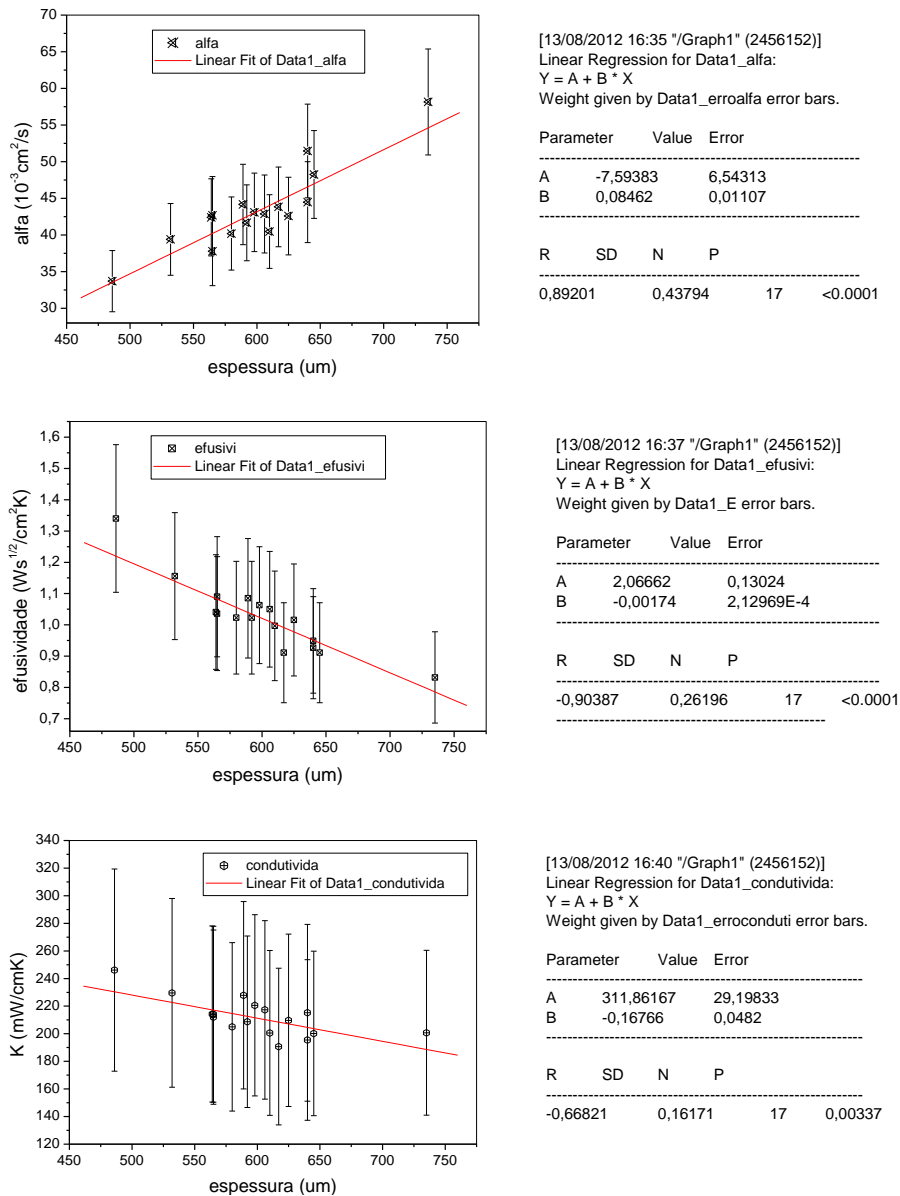 alfa
Linear Fit of Data1_alfa
70
65
60
55
50
45
40
35
30
alfa (10⁻³cm²/s)
450 500 550 600 650 700 750
espessura (um)
[13/08/2012 16:35 "/Graph1" (2456152)]
Linear Regression for Data1_alfa:
Y = A + B * X
Weight given by Data1_erroalfa error bars.
Parameter Value Error
A -7,59383 6,54313
B 0,08462 0,01107
R SD N P
0,89201 0,43794 17 <0.0001
efusivi
Linear Fit of Data1_efusivi
1,6
1,5
1,4
1,3
1,2
1,1
1,0
0,9
0,8
0,7
efusividade (Ws^1/2/cm²K)
450 500 550 600 650 700 750
espessura (um)
[13/08/2012 16:37 "/Graph1" (2456152)]
Linear Regression for Data1_efusivi:
Y = A + B * X
Weight given by Data1_E error bars.
Parameter Value Error
A 2,06662 0,13024
B -0,00174 2,12969E-4
R SD N P
-0,90387 0,26196 17 <0.0001
condutivida
Linear Fit of Data1_condutivida
340
320
300
280
260
240
220
200
180
160
140
120
K (mW/cmK)
450 500 550 600 650 700 750
espessura (um)
[13/08/2012 16:40 "/Graph1" (2456152)]
Linear Regression for Data1_condutivida:
Y = A + B * X
Weight given by Data1_erroconduti error bars.
Parameter Value Error
A 311,86167 29,19833
B -0,16766 0,0482
R SD N P
-0,66821 0,16171 17 0,00337